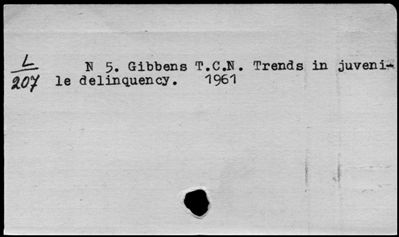 L
207
N 5. Gibbens T.C.N. Trends in juveni-
le delinquency. 1961